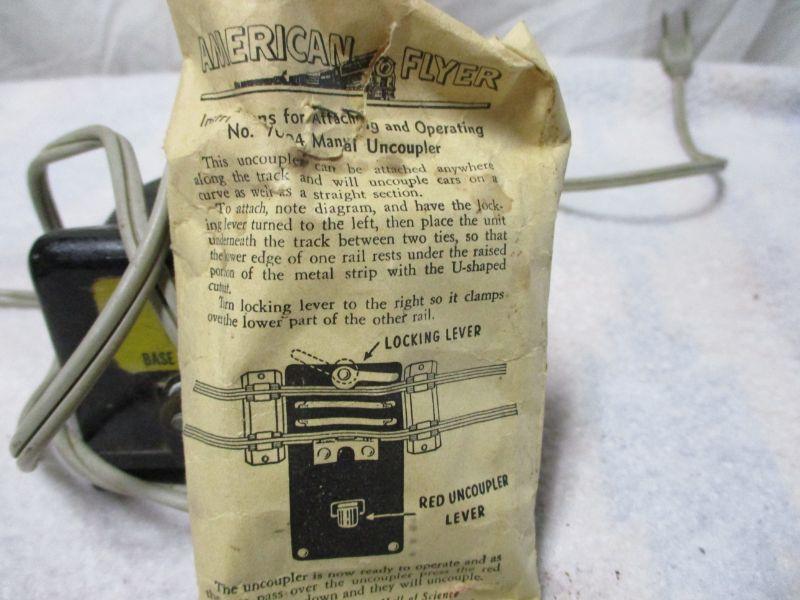 AMERICAN FLYER
for Attaching and Operating
No. Manual Uncoupler
This uncoupler can be attached anywhere
along the track and will uncouple cars on a
curve as well as a straight section.
To attach, note diagram, and have the lock-
ing lever turned to the left, then place the unit
underneath the track between two ties, so that
the lower edge of one rail rests under the raised
portion of the metal strip with the U-shaped
cutout.
Turn locking lever to the right so it clamps
over the lower part of the other rail.
LOCKING LEVER
RED UNCOUPLER
LEVER
The uncoupler is now ready to operate and as
pass over the uncoupler press the red
down and they will uncouple.
Hall of Science
BASE